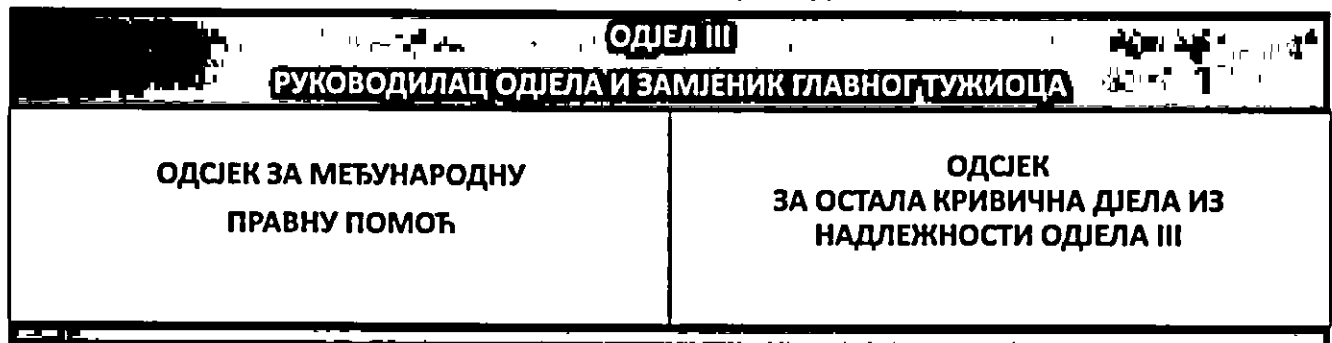 ОДЈЕЛ III
РУКОВОДИЛАЦ ОДЈЕЛА И ЗАМЈЕНИК ГЛАВНОГ ТУЖИОЦА
ОДСЈЕК ЗА МЕЂУНАРОДНУ
ПРАВНУ ПОМОЋ
ОДСЈЕК
ЗА ОСТАЛА КРИВИЧНА ДЈЕЛА ИЗ
НАДЛЕЖНОСТИ ОДЈЕЛА III